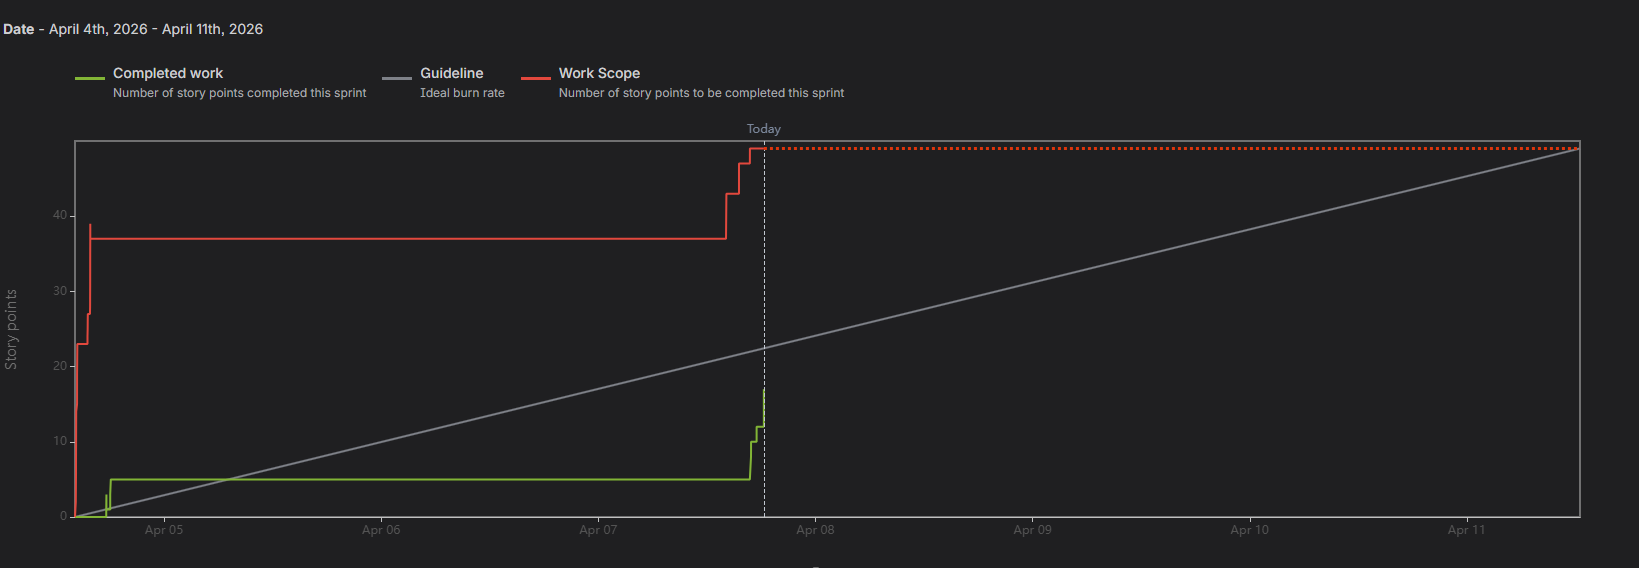 Date - April 4th, 2026 - April 11th, 2026
Completed work
Number of story points completed this sprint
Guideline
Ideal burn rate
Work Scope
Number of story points to be completed this sprint
Today
Story points
40
30
20
10
0
Apr 05
Apr 06
Apr 07
Apr 08
Apr 09
Apr 10
Apr 11